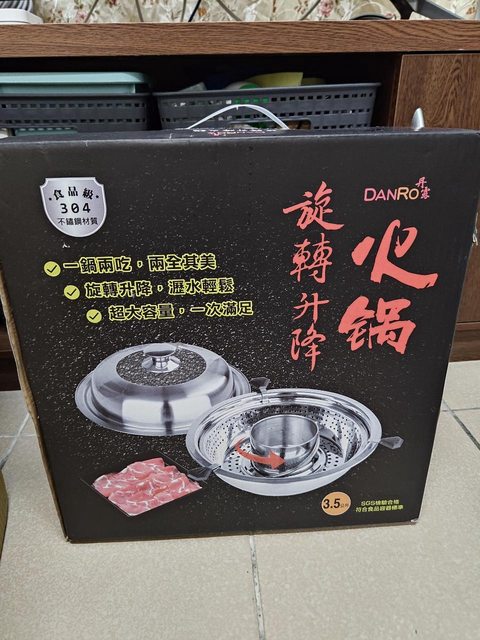 食品級
304
不鏽鋼材質
DANRO 丹露
旋轉升降
火锅
一鍋兩吃，兩全其美
旋轉升降，瀝水輕鬆
超大容量，一次滿足
3.5公升
SGS檢驗合格
符合食品容器標準